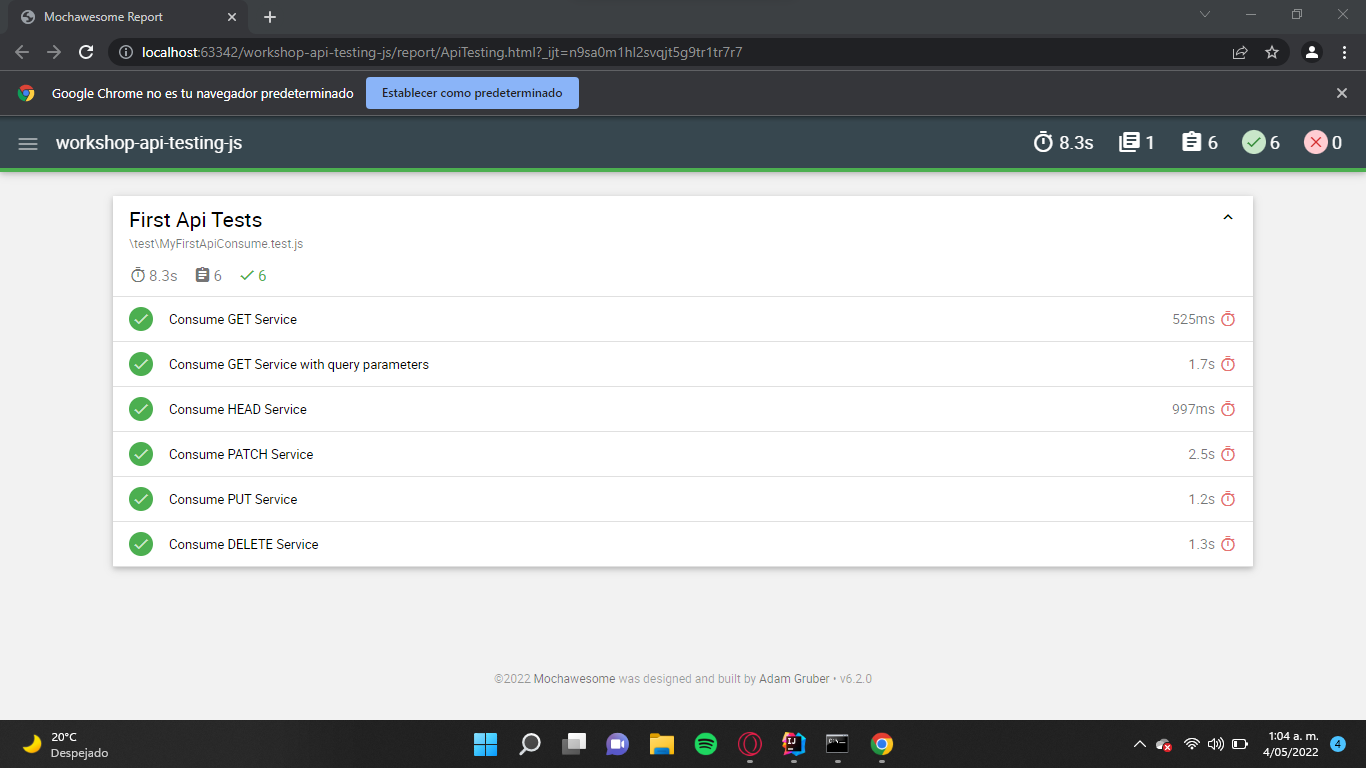 Mochawesome Report
localhost:63342/workshop-api-testing-js/report/ApiTesting.html?_ijt=n9sa0m1hl2svqjt5g9tr1tr7r7
Google Chrome no es tu navegador predeterminado Establecer como predeterminado
workshop-api-testing-js 8.3s 1 6 6 0
First Api Tests
\test\MyFirstApiConsume.test.js
8.3s 6 6
Consume GET Service 525ms
Consume GET Service with query parameters 1.7s
Consume HEAD Service 997ms
Consume PATCH Service 2.5s
Consume PUT Service 1.2s
Consume DELETE Service 1.3s
©2022 Mochawesome was designed and built by Adam Gruber • v6.2.0
20°C
Despejado
1:04 a. m.
4/05/2022
4